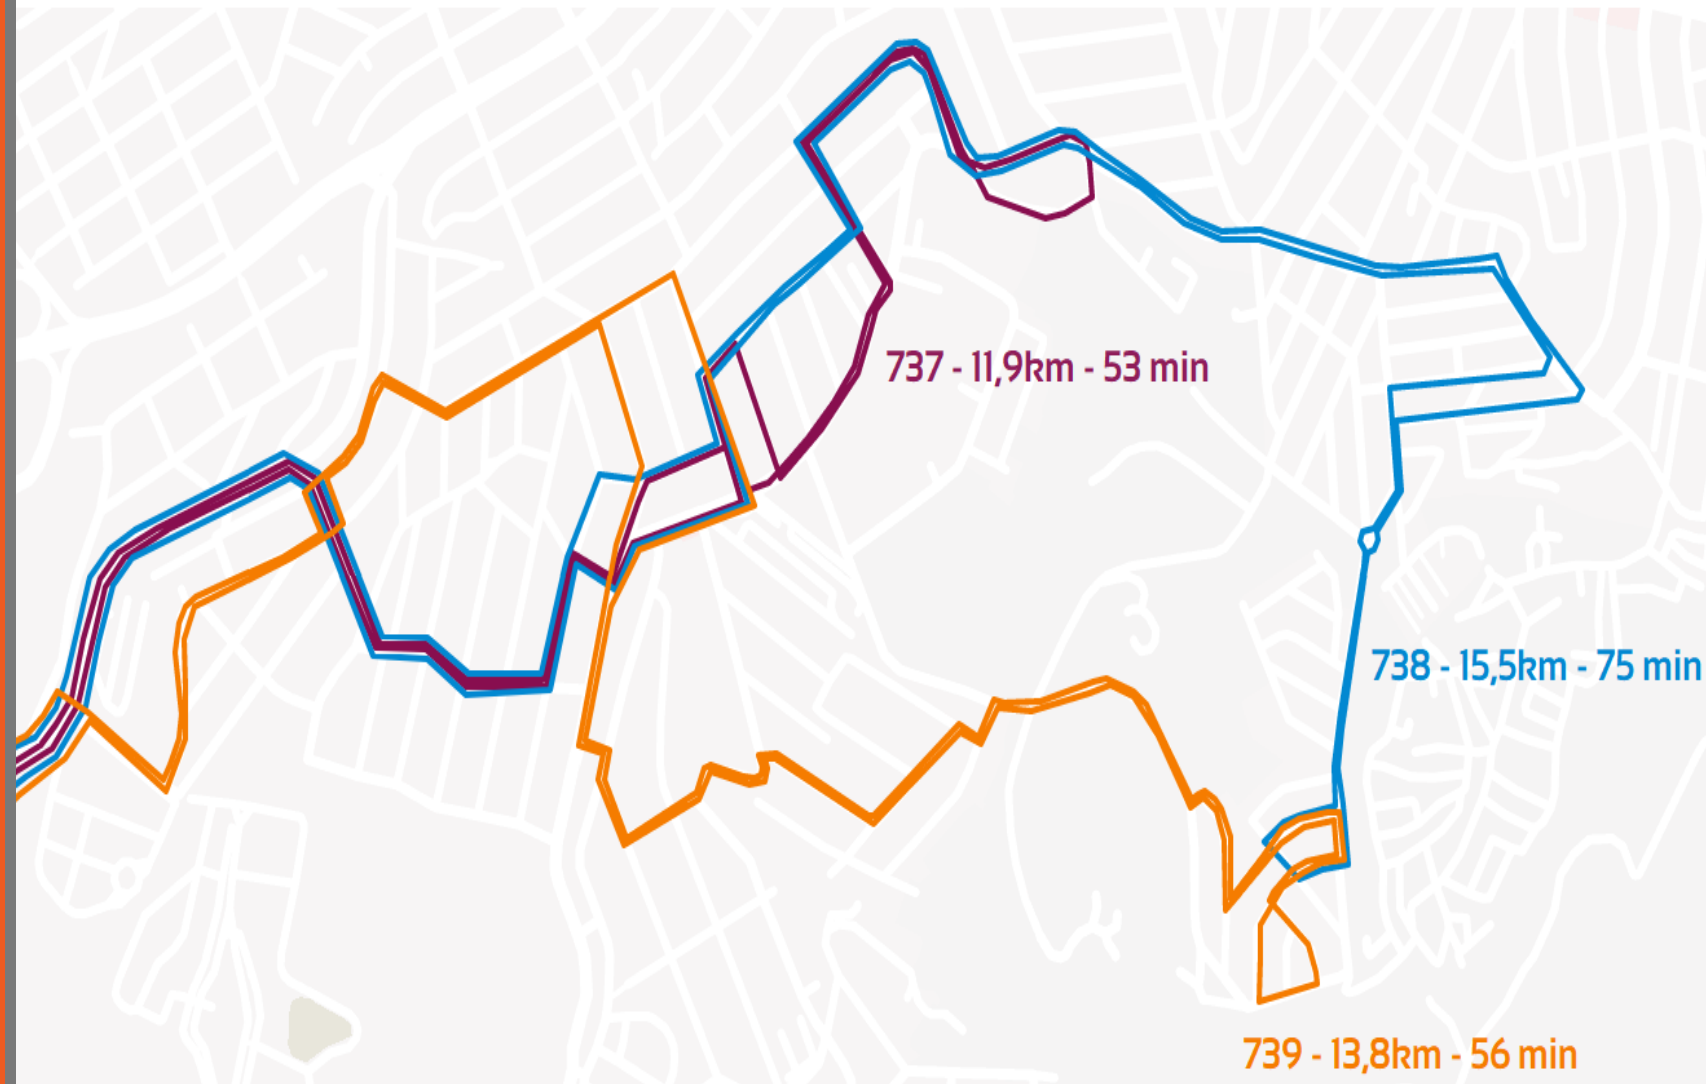 737 - 11,9km - 53 min
738 - 15,5km - 75 min
739 - 13,8km - 56 min